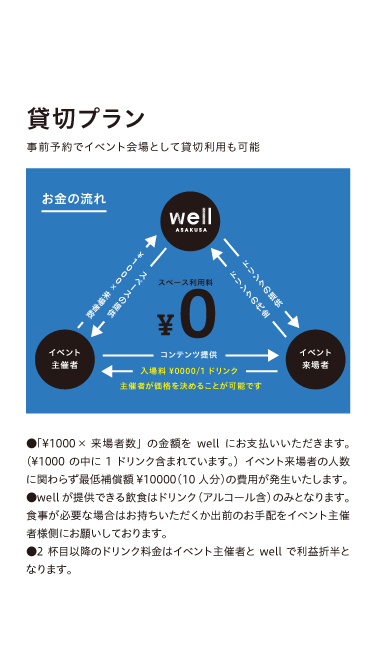 貸切プラン
事前予約でイベント会場として貸切利用も可能
お金の流れ
well
ASAKUSA
¥1000×来場者数
スペースの提供
ドリンクの提供
ドリンクの代金
スペース利用料
¥0
イベント
主催者
イベント
来場者
コンテンツ提供
入場料 ¥0000/1ドリンク
主催者が価格を決めることが可能です
●「¥1000× 来場者数」の金額を well にお支払いいただきます。
(¥1000 の中に 1 ドリンク含まれています。) イベント来場者の人数
に関わらず最低補償額 ¥10000(10 人分)の費用が発生いたします。
●well が提供できる飲食はドリンク(アルコール含)のみとなります。
食事が必要な場合はお持ちいただくか出前のお手配をイベント主催
者様側にお願いしております。
●2 杯目以降のドリンク料金はイベント主催者と well で利益折半と
なります。